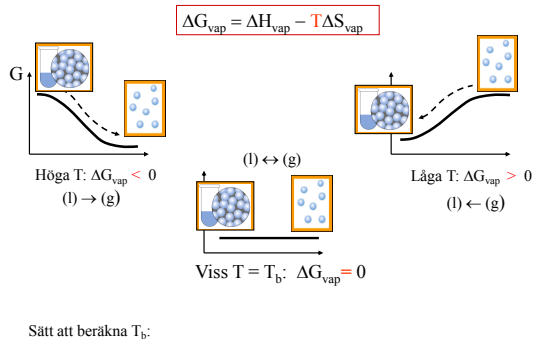 ΔG_vap = ΔH_vap − TΔS_vap
G
Höga T: ΔG_vap < 0
(l) → (g)
Låga T: ΔG_vap > 0
(l) ← (g)
(l) ↔ (g)
Viss T = T_b: ΔG_vap = 0
Sätt att beräkna T_b: